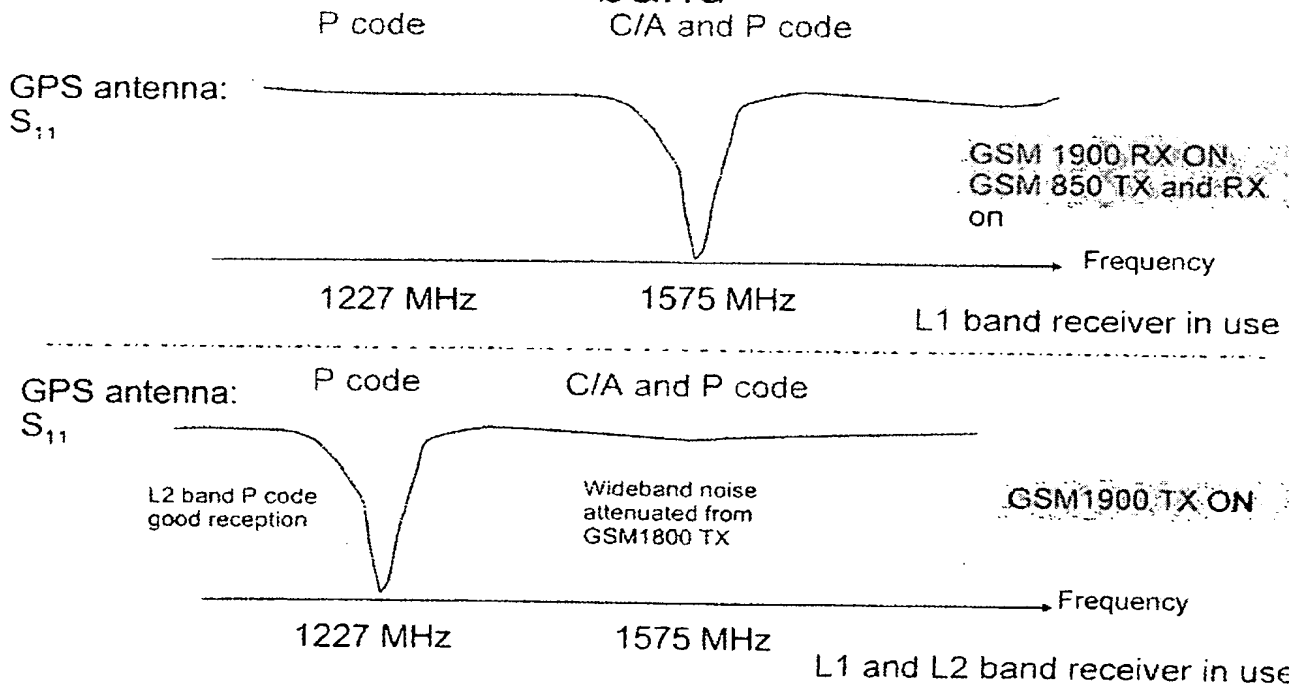 P code C/A and P code
GPS antenna:
S₁₁
GSM 1900 RX ON
GSM 850 TX and RX
on
Frequency
1227 MHz 1575 MHz
L1 band receiver in use
P code C/A and P code
GPS antenna:
S₁₁
L2 band P code
good reception
Wideband noise
attenuated from
GSM1800 TX
GSM1900 TX ON
Frequency
1227 MHz 1575 MHz
L1 and L2 band receiver in use